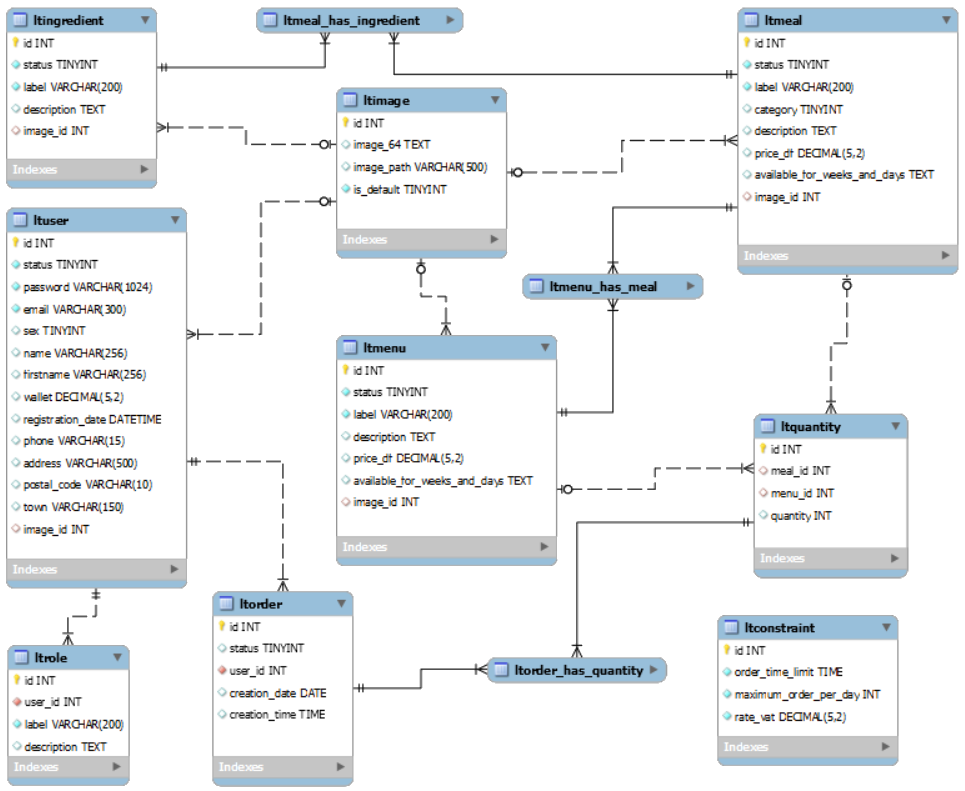 ltingredient
id INT
status TINYINT
label VARCHAR(200)
description TEXT
image_id INT
Indexes
ltmeal_has_ingredient
ltmeal
id INT
status TINYINT
label VARCHAR(200)
category TINYINT
description TEXT
price_df DECIMAL(5,2)
available_for_weeks_and_days TEXT
image_id INT
Indexes
ltimage
id INT
image_64 TEXT
image_path VARCHAR(500)
is_default TINYINT
Indexes
ltuser
id INT
status TINYINT
password VARCHAR(1024)
email VARCHAR(300)
sex TINYINT
name VARCHAR(256)
firstname VARCHAR(256)
wallet DECIMAL(5,2)
registration_date DATETIME
phone VARCHAR(15)
address VARCHAR(500)
postal_code VARCHAR(10)
town VARCHAR(150)
image_id INT
Indexes
ltmenu_has_meal
ltmenu
id INT
status TINYINT
label VARCHAR(200)
description TEXT
price_df DECIMAL(5,2)
available_for_weeks_and_days TEXT
image_id INT
Indexes
ltquantity
id INT
meal_id INT
menu_id INT
quantity INT
Indexes
ltrole
id INT
user_id INT
label VARCHAR(200)
description TEXT
Indexes
ltorder
id INT
status TINYINT
user_id INT
creation_date DATE
creation_time TIME
Indexes
ltorder_has_quantity
ltconstraint
id INT
order_time_limit TIME
maximum_order_per_day INT
rate_vat DECIMAL(5,2)
Indexes